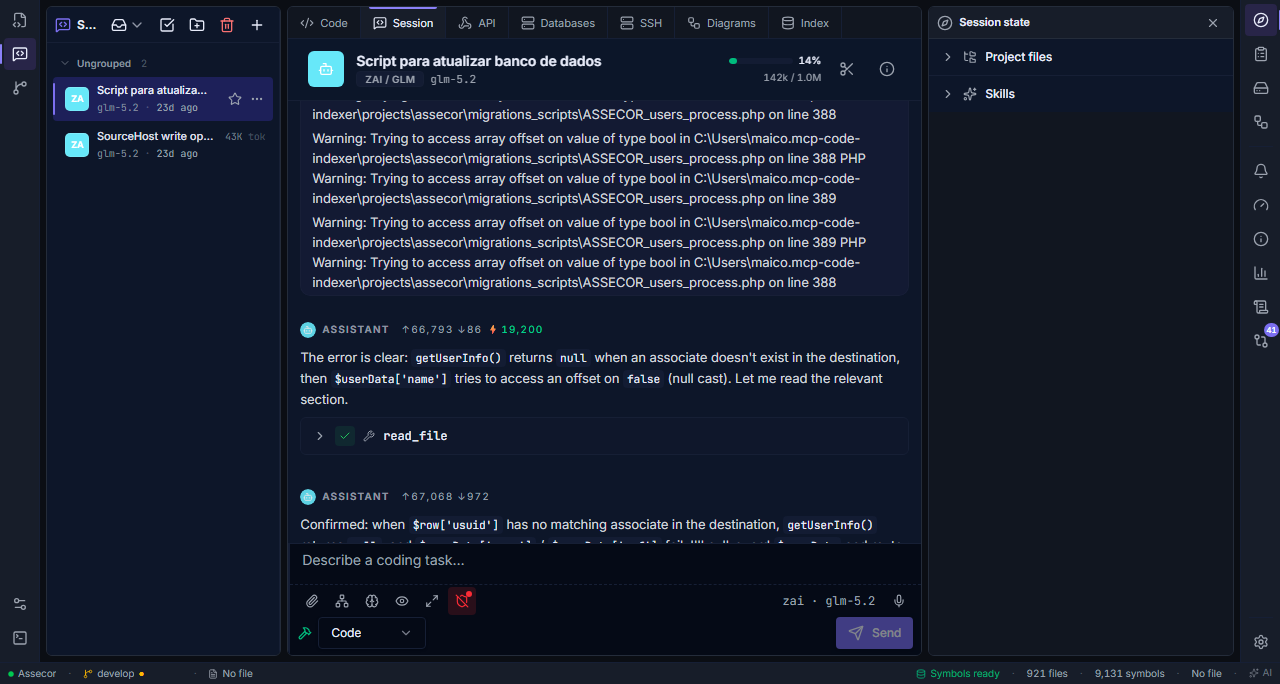 S...
Ungrouped 2
ZA
Script para atualiza...
glm-5.2 · 23d ago
ZA
SourceHost write op... 43K tok
glm-5.2 · 23d ago
Code Session API Databases SSH Diagrams Index
Script para atualizar banco de dados
ZAI / GLM glm-5.2
14%
142k / 1.0M
indexer\projects\assecor\migrations_scripts\ASSECOR_users_process.php on line 388
Warning: Trying to access array offset on value of type bool in C:\Users\maico.mcp-code-
indexer\projects\assecor\migrations_scripts\ASSECOR_users_process.php on line 388 PHP
Warning: Trying to access array offset on value of type bool in C:\Users\maico.mcp-code-
indexer\projects\assecor\migrations_scripts\ASSECOR_users_process.php on line 389
Warning: Trying to access array offset on value of type bool in C:\Users\maico.mcp-code-
indexer\projects\assecor\migrations_scripts\ASSECOR_users_process.php on line 389 PHP
Warning: Trying to access array offset on value of type bool in C:\Users\maico.mcp-code-
indexer\projects\assecor\migrations_scripts\ASSECOR_users_process.php on line 388
ASSISTANT ↑66,793 ↓86 19,200
The error is clear: getUserInfo() returns null when an associate doesn't exist in the destination,
then $userData['name'] tries to access an offset on false (null cast). Let me read the relevant
section.
read_file
ASSISTANT ↑67,068 ↓972
Confirmed: when $row['usuid'] has no matching associate in the destination, getUserInfo()
Describe a coding task...
zai · glm-5.2
Code
Send
Session state
Project files
Skills
41
Assecor · develop · No file
Symbols ready · 921 files · 9,131 symbols · No file · AI